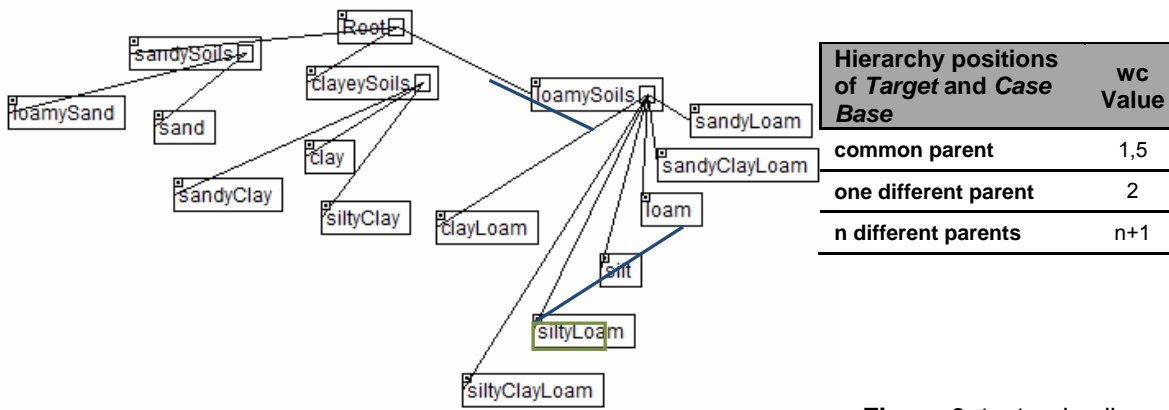 Root
sandySoils
clayeySoils
loamySoils
loamySand
sand
sandyLoam
clay
sandyClayLoam
sandyClay
siltyClay
loam
clayLoam
silt
siltyLoam
siltyClayLoam
Hierarchy positions
of Target and Case
Base
wc
Value
common parent 1,5
one different parent 2
n different parents n+1